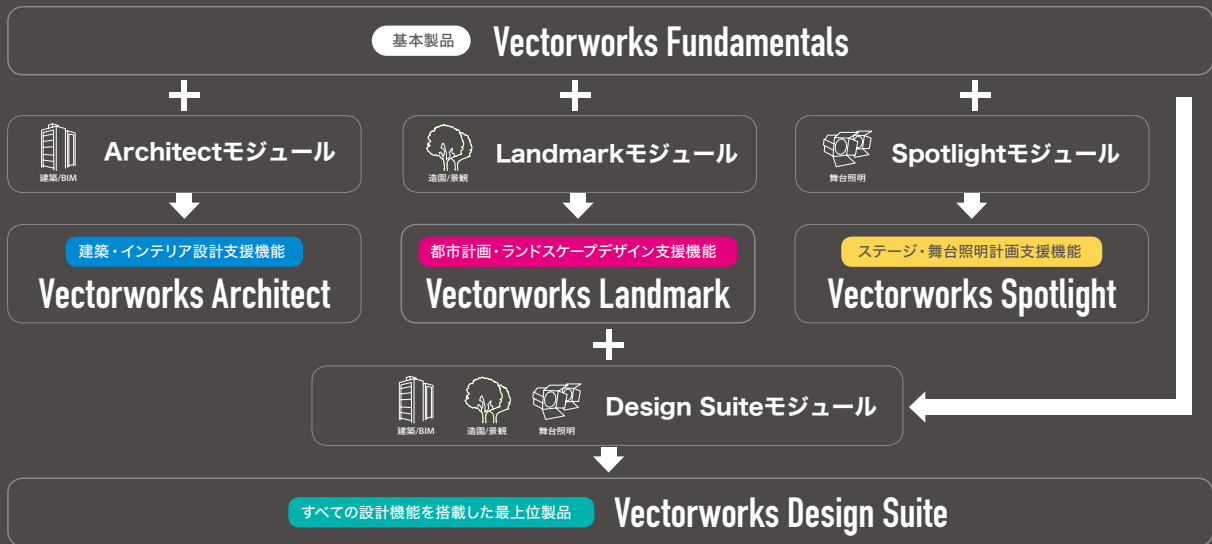 基本製品 Vectorworks Fundamentals
建築/BIM
Architectモジュール
造園/景観
Landmarkモジュール
舞台照明
Spotlightモジュール
建築・インテリア設計支援機能
Vectorworks Architect
都市計画・ランドスケープデザイン支援機能
Vectorworks Landmark
ステージ・舞台照明計画支援機能
Vectorworks Spotlight
建築/BIM
造園/景観
舞台照明
Design Suiteモジュール
すべての設計機能を搭載した最上位製品 Vectorworks Design Suite